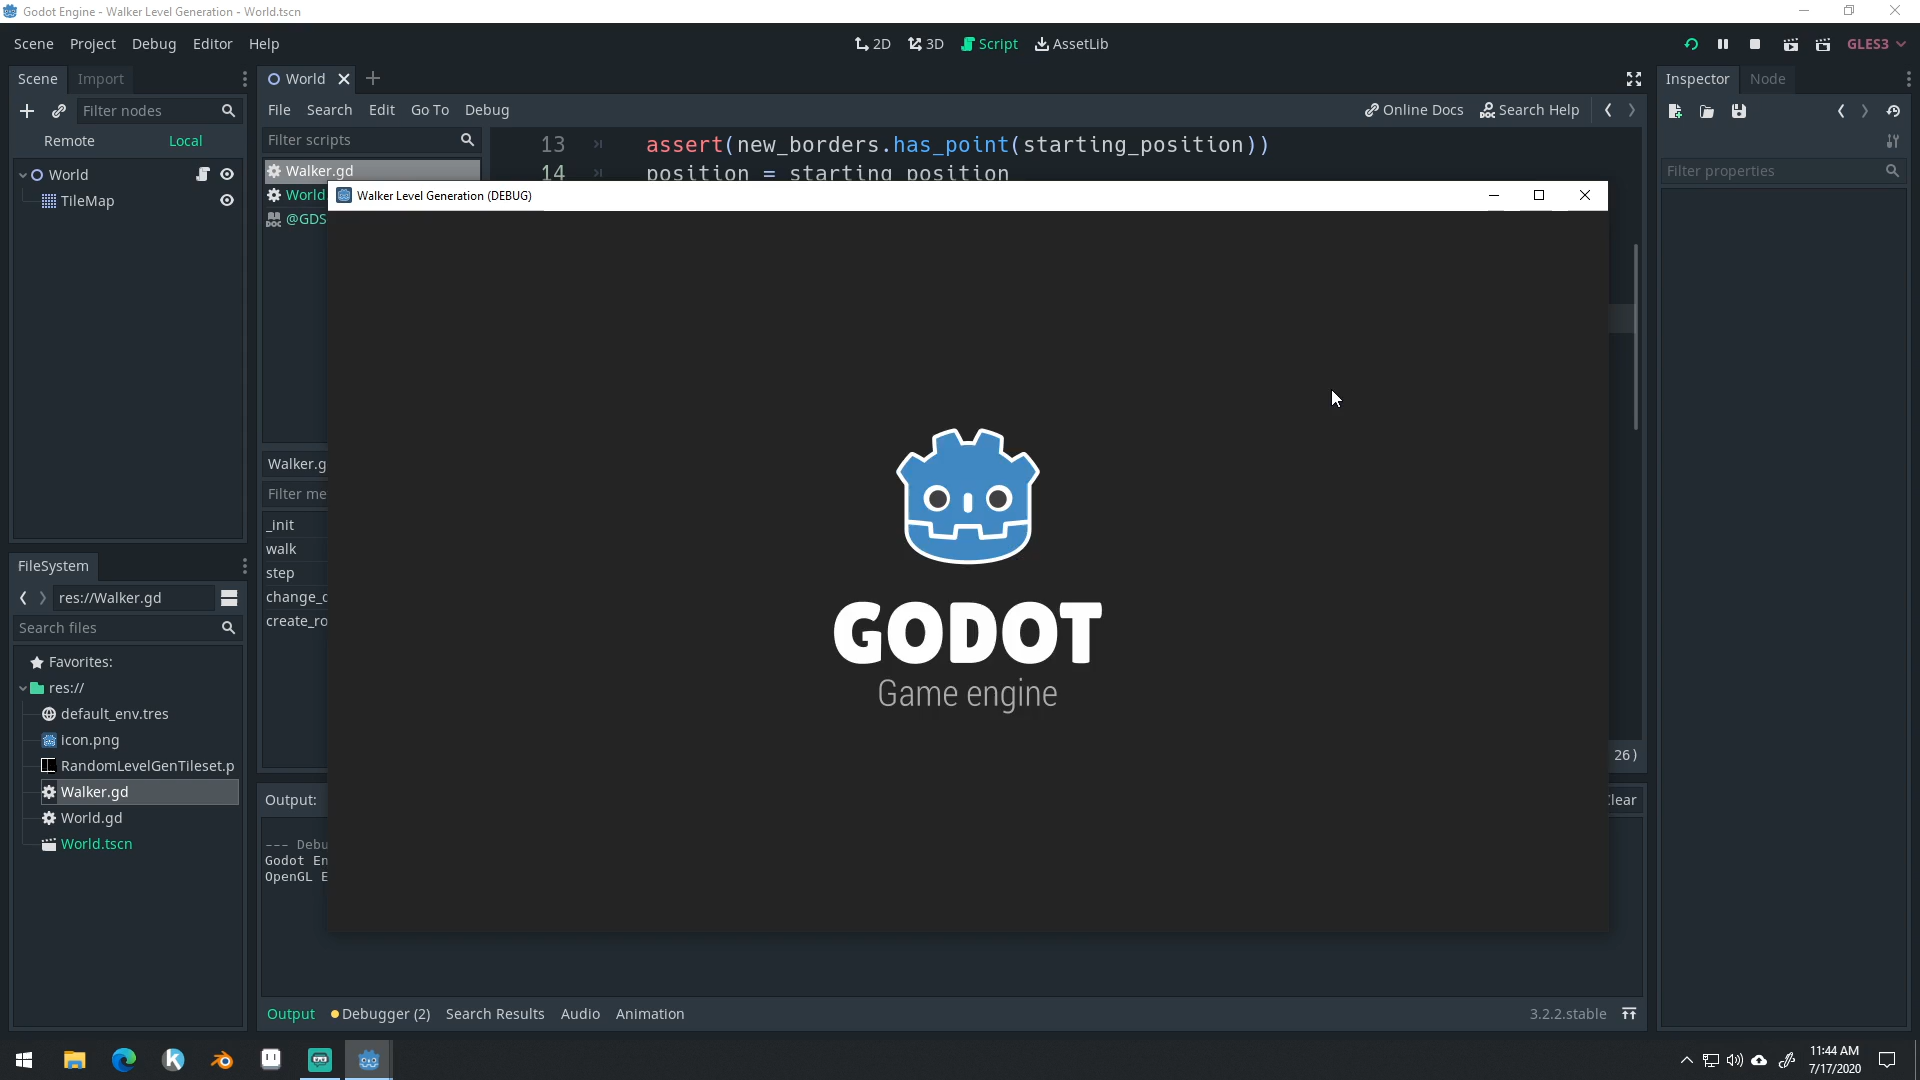 Godot Engine - Walker Level Generation - World.tscn
Scene Project Debug Editor Help
2D 3D Script AssetLib
GLES3
Scene Import
World
Inspector Node
Filter nodes
File Search Edit Go To Debug
Online Docs Search Help
Remote Local
Filter scripts
13 assert(new_borders.has_point(starting_position))
Filter properties
World
Walker.gd
14 position = starting position
TileMap
World
Walker Level Generation (DEBUG)
@GDS
GODOT
Game engine
Walker.g
Filter me
_init
walk
step
change_d
create_ro
26)
FileSystem
res://Walker.gd
Search files
Favorites:
res://
default_env.tres
icon.png
RandomLevelGenTileset.p
Walker.gd
World.gd
World.tscn
Output:
lear
--- Debu
Godot En
OpenGL E
Output Debugger (2) Search Results Audio Animation
3.2.2.stable
11:44 AM
7/17/2020